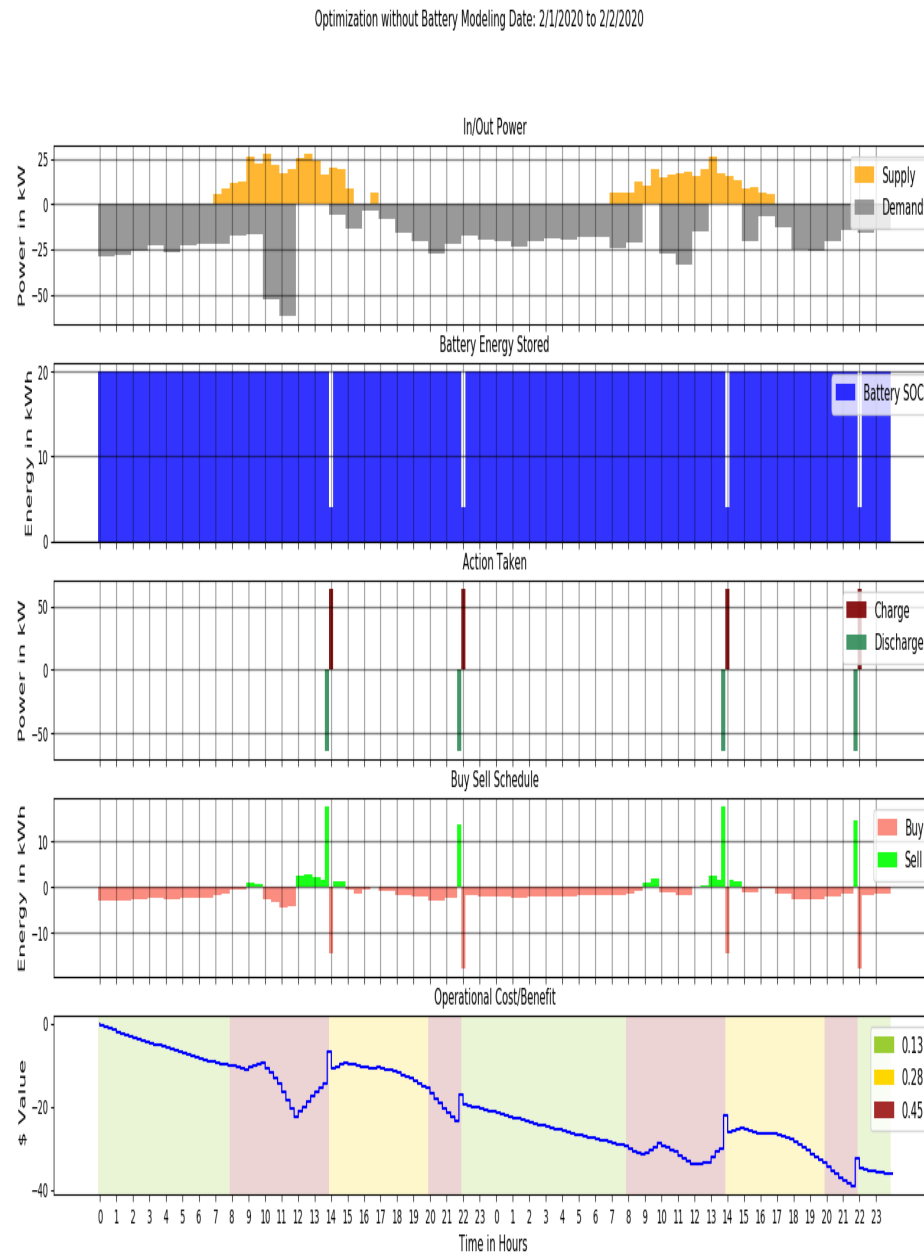 Optimization without Battery Modeling Date: 2/1/2020 to 2/2/2020
In/Out Power
Power in kW
25
0
−25
−50
Supply
Demand
Battery Energy Stored
Energy in kWh
20
10
0
Battery SOC
Action Taken
Power in kW
50
0
−50
Charge
Discharge
Buy Sell Schedule
Energy in kWh
10
0
−10
Buy
Sell
Operational Cost/Benefit
$ Value
0
−20
−40
0.13
0.28
0.45
0 1 2 3 4 5 6 7 8 9 10 11 12 13 14 15 16 17 18 19 20 21 22 23 0 1 2 3 4 5 6 7 8 9 10 11 12 13 14 15 16 17 18 19 20 21 22 23
Time in Hours